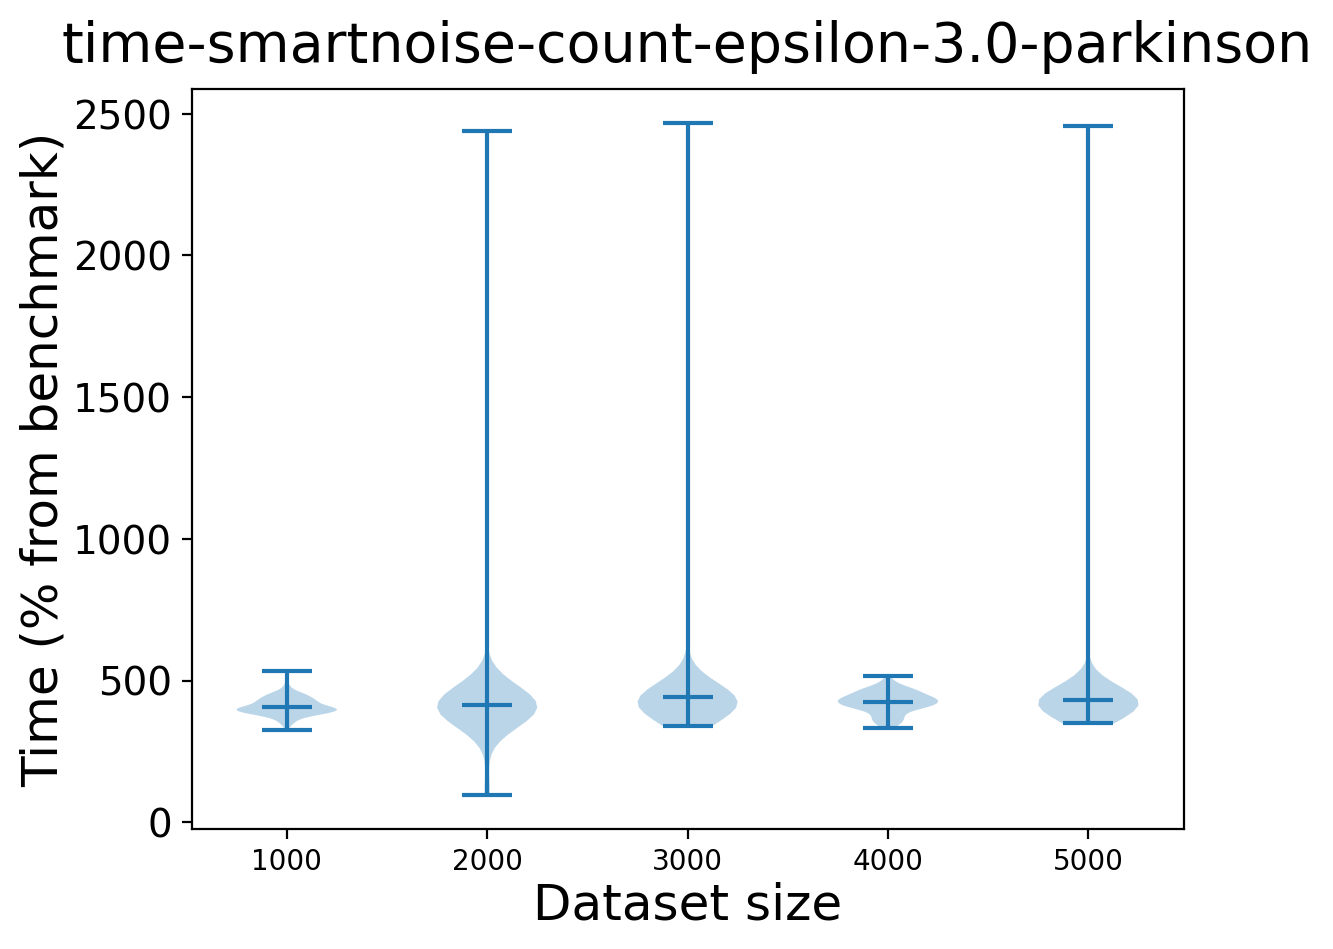 time-smartnoise-count-epsilon-3.0-parkinson
Time (% from benchmark)
2500
2000
1500
1000
500
0
1000 2000 3000 4000 5000
Dataset size